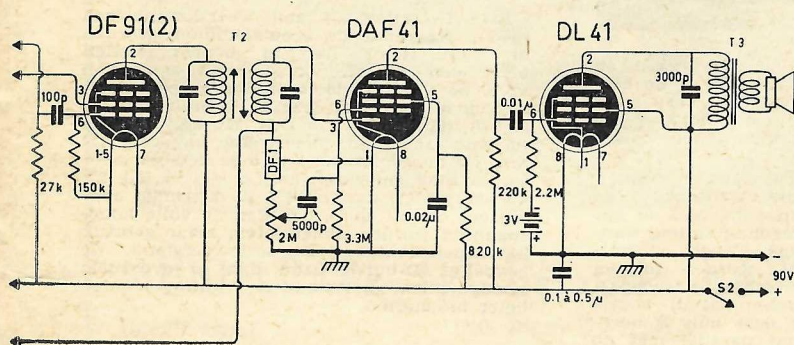 DF91(2)
DAF41
DL41
T2
T3
2
2
2
3000p
100p
3
6
5
0.01µ
6
5
6
3
1-5
7
1
8
8
1
7
DF1
27k
150k
5000p
2M
3.3M
0.02µ
820k
220k
2.2M
3V
-
+
-
90V
+
0.1 à 0.5µ
S2